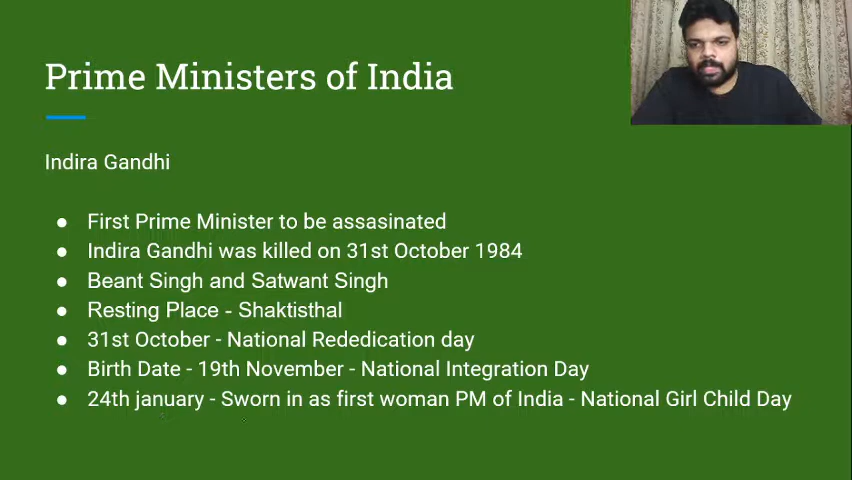 Prime Ministers of India
Indira Gandhi
● First Prime Minister to be assasinated
● Indira Gandhi was killed on 31st October 1984
● Beant Singh and Satwant Singh
● Resting Place - Shaktisthal
● 31st October - National Rededication day
● Birth Date - 19th November - National Integration Day
● 24th january - Sworn in as first woman PM of India - National Girl Child Day